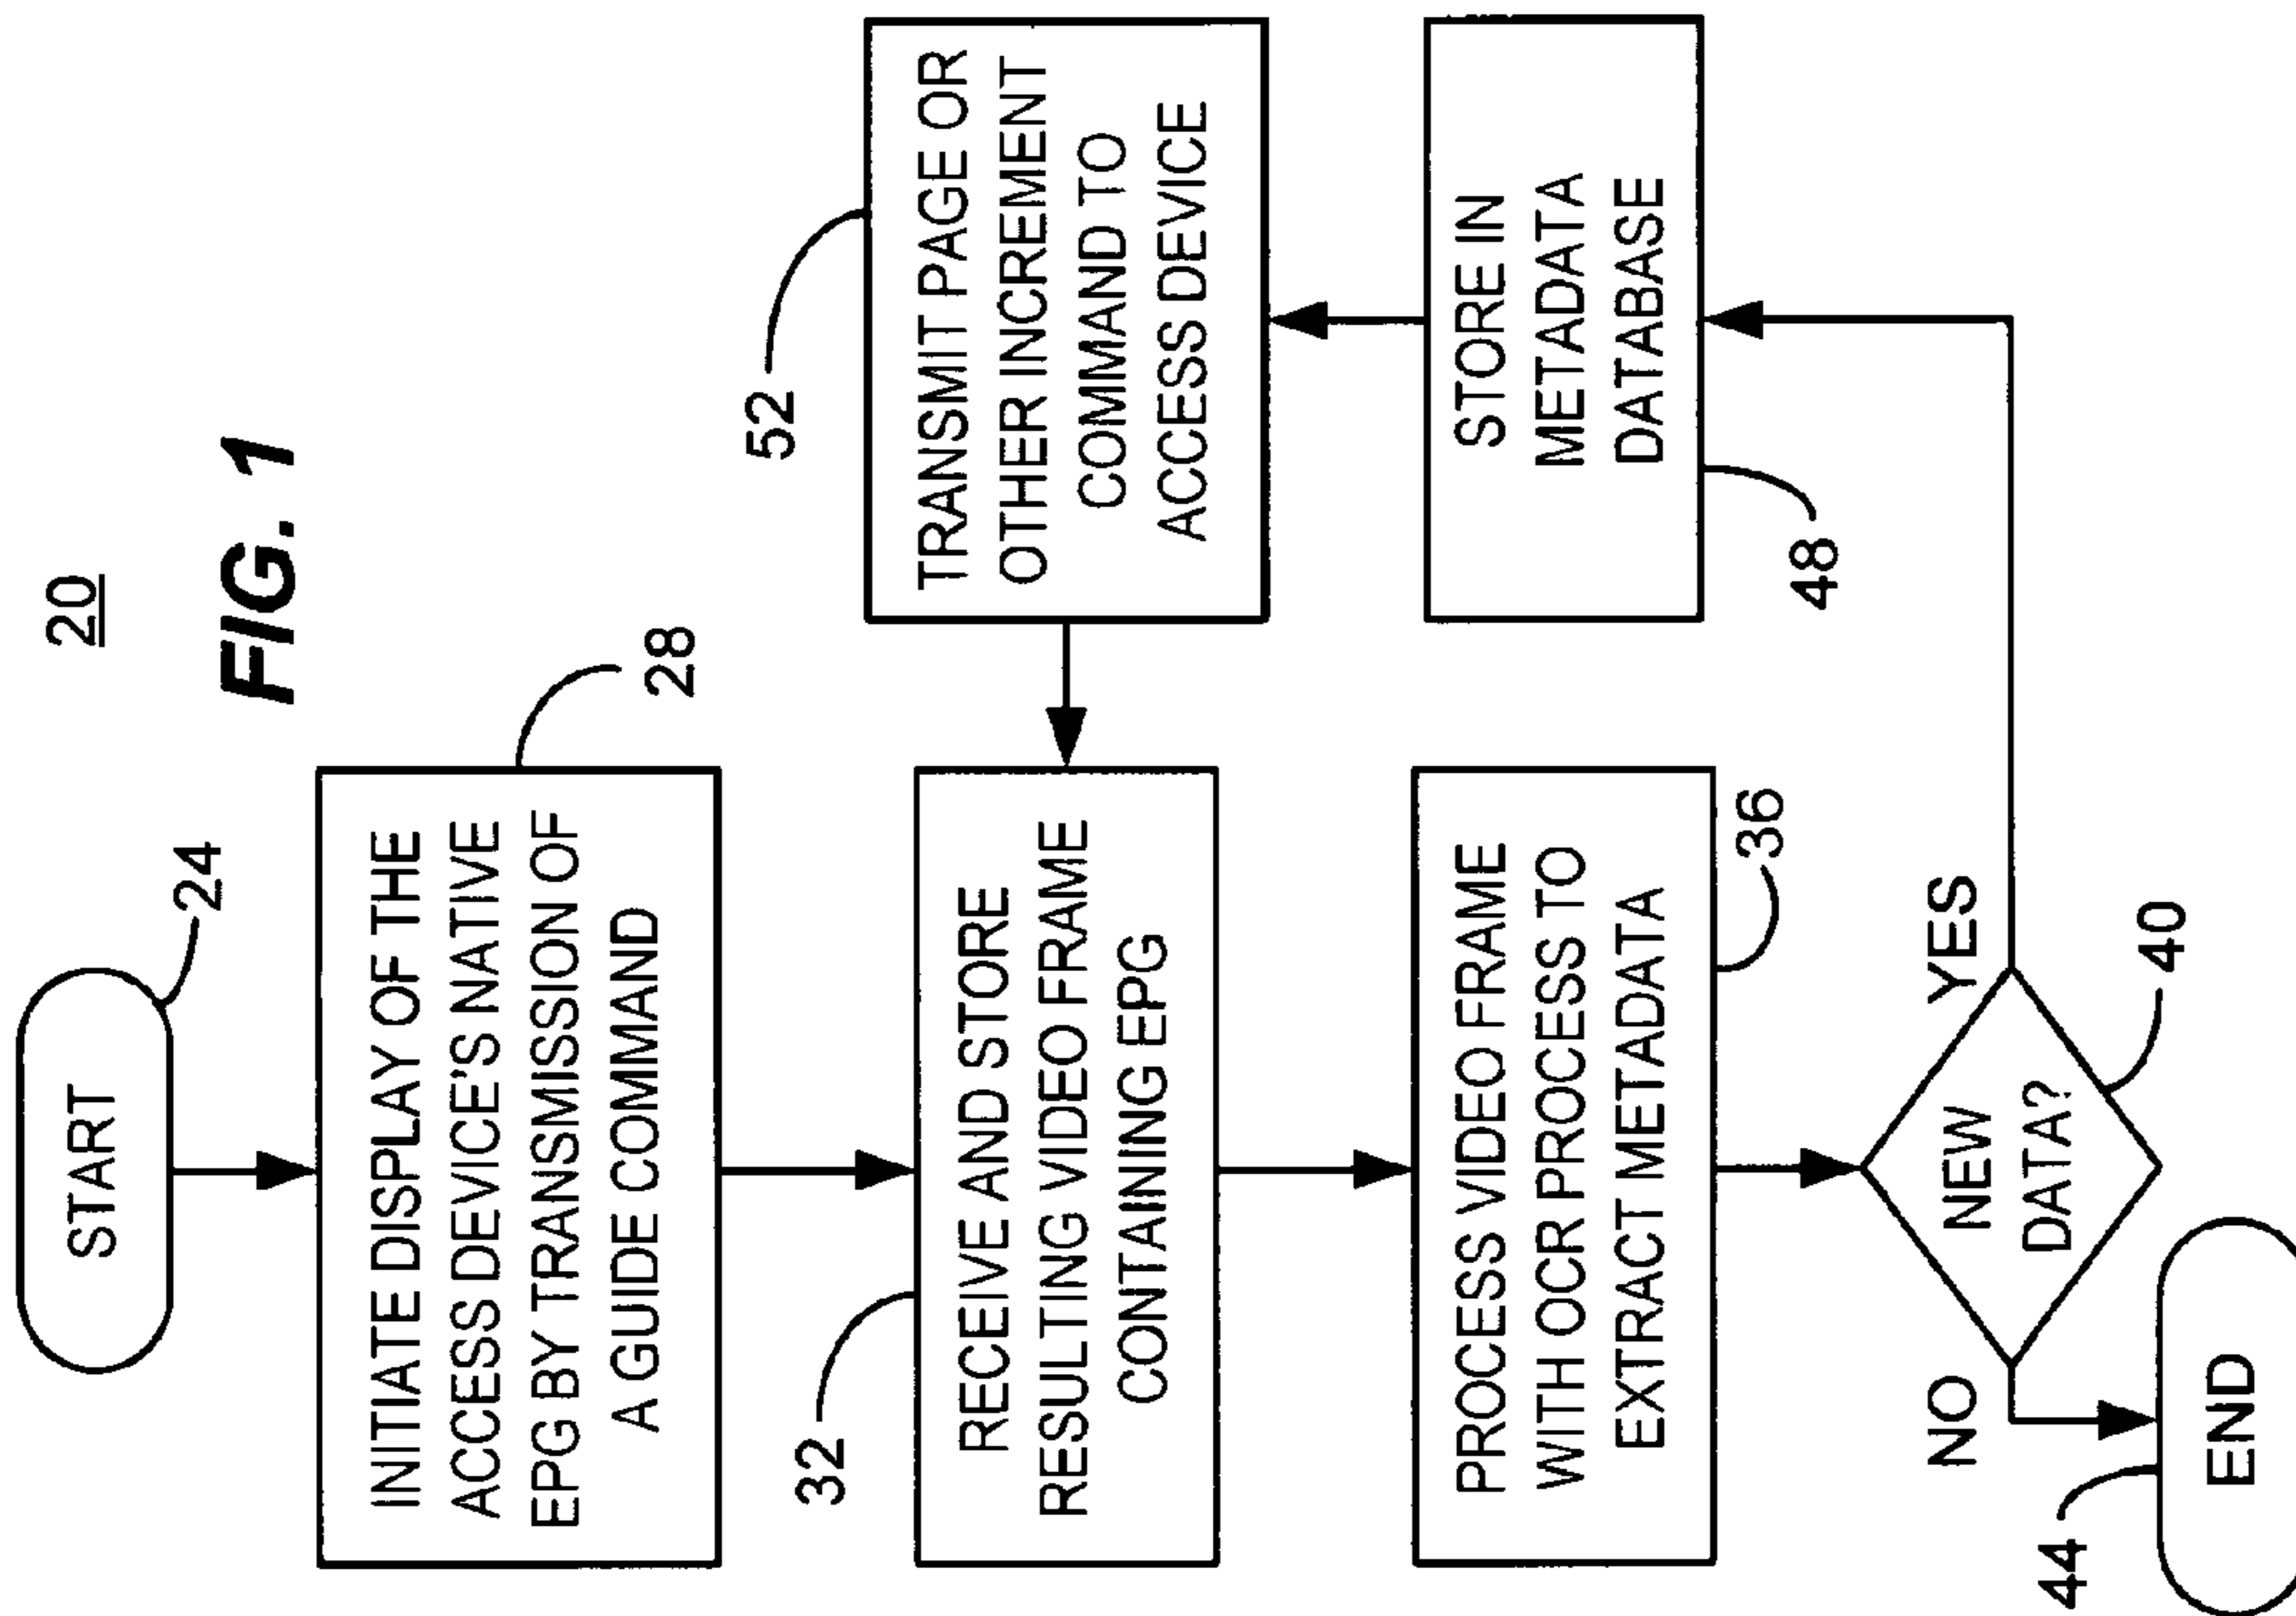 20
FIG. 1
START
24
INITIATE DISPLAY OF THE
ACCESS DEVICE'S NATIVE
EPG BY TRANSMISSION OF
A GUIDE COMMAND
28
32
RECEIVE AND STORE
RESULTING VIDEO FRAME
CONTAINING EPG
PROCESS VIDEO FRAME
WITH OCR PROCESS TO
EXTRACT METADATA
36
NEW
DATA?
40
YES
NO
44
END
52
TRANSMIT PAGE OR
OTHER INCREMENT
COMMAND TO
ACCESS DEVICE
STORE IN
METADATA
DATABASE
48